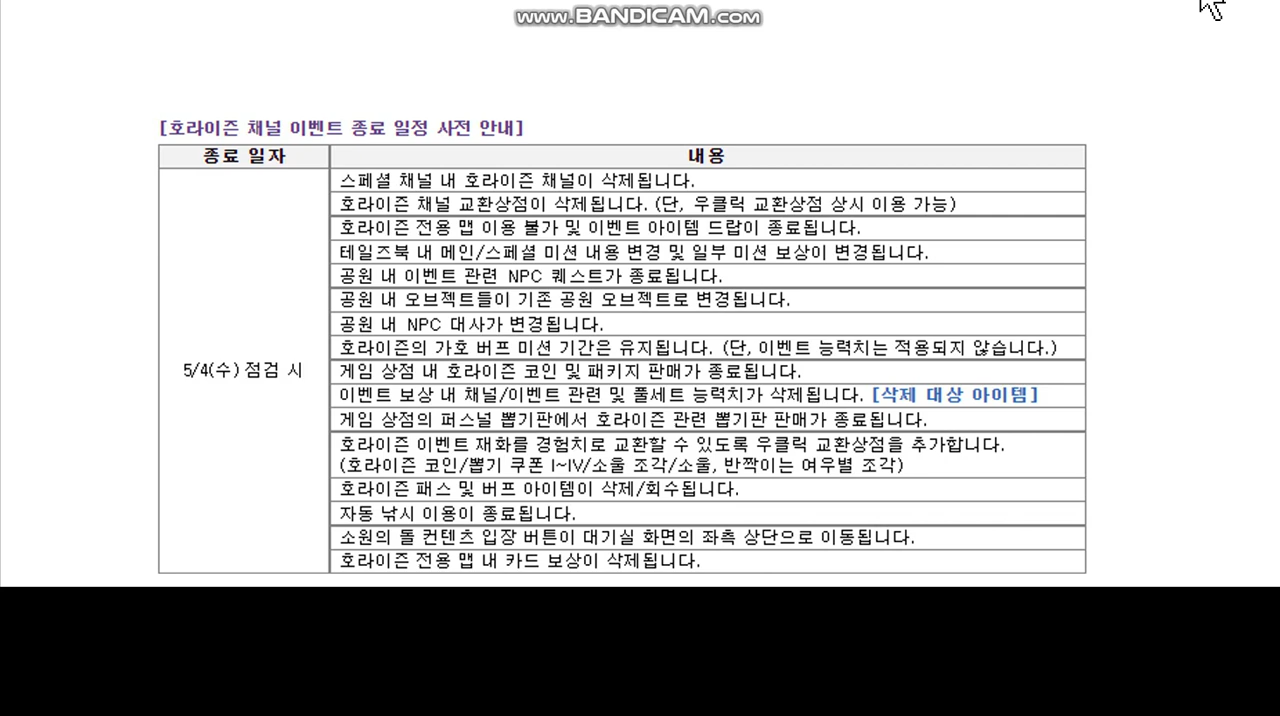 www.BANDICAM.com
[호라이즌 채널 이벤트 종료 일정 사전 안내]
종료 일자
내용
스페셜 채널 내 호라이즌 채널이 삭제됩니다.
호라이즌 채널 교환상점이 삭제됩니다. (단, 우클릭 교환상점 상시 이용 가능)
호라이즌 전용 맵 이용 불가 및 이벤트 아이템 드랍이 종료됩니다.
테일즈북 내 메인/스페셜 미션 내용 변경 및 일부 미션 보상이 변경됩니다.
공원 내 이벤트 관련 NPC 퀘스트가 종료됩니다.
공원 내 오브젝트들이 기존 공원 오브젝트로 변경됩니다.
공원 내 NPC 대사가 변경됩니다.
호라이즌의 가호 버프 미션 기간은 유지됩니다. (단, 이벤트 능력치는 적용되지 않습니다.)
5/4(수) 점검 시
게임 상점 내 호라이즌 코인 및 패키지 판매가 종료됩니다.
이벤트 보상 내 채널/이벤트 관련 및 풀세트 능력치가 삭제됩니다. [삭제 대상 아이템]
게임 상점의 퍼스널 뽑기판에서 호라이즌 관련 뽑기판 판매가 종료됩니다.
호라이즌 이벤트 재화를 경험치로 교환할 수 있도록 우클릭 교환상점을 추가합니다.
(호라이즌 코인/뽑기 쿠폰 I~IV/소울 조각/소울, 반짝이는 여우별 조각)
호라이즌 패스 및 버프 아이템이 삭제/회수됩니다.
자동 낚시 이용이 종료됩니다.
소원의 돌 컨텐츠 입장 버튼이 대기실 화면의 좌측 상단으로 이동됩니다.
호라이즌 전용 맵 내 카드 보상이 삭제됩니다.